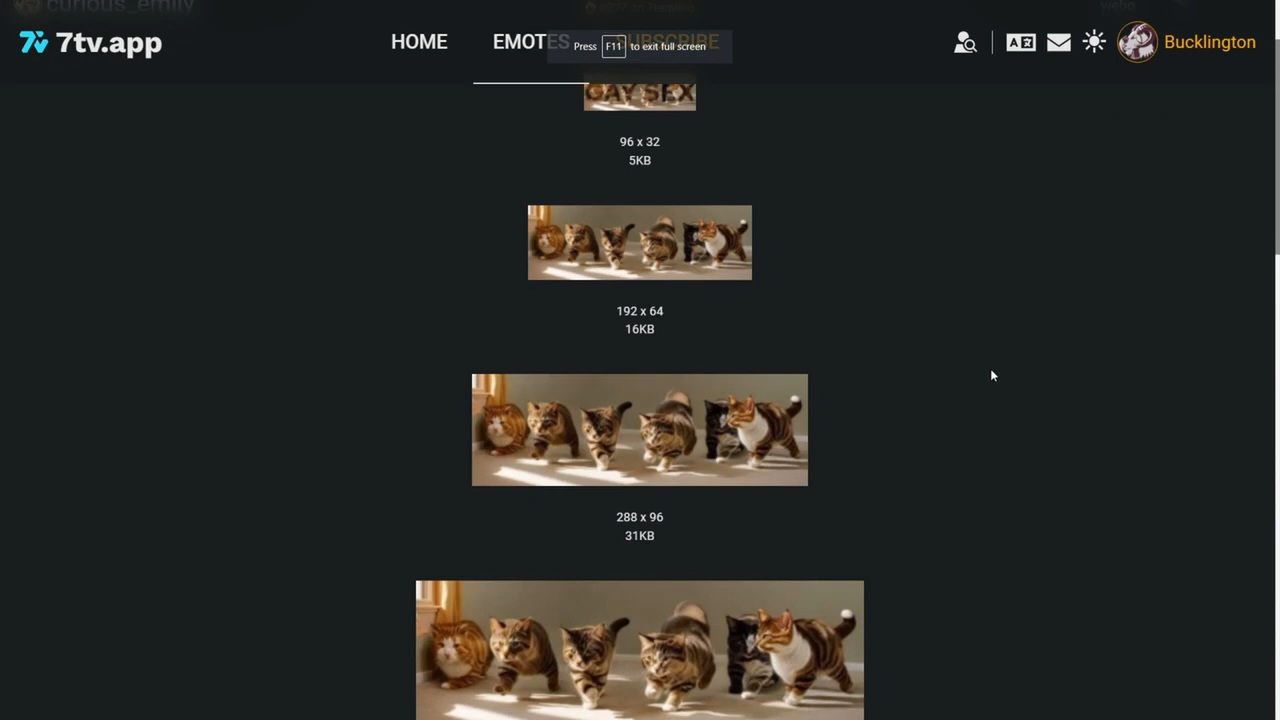 curious_emily
7tv.app
HOME
EMOTES
SUBSCRIBE
Press F11 to exit full screen
Bucklington
GAY SEX
96 x 32
5KB
192 x 64
16KB
288 x 96
31KB